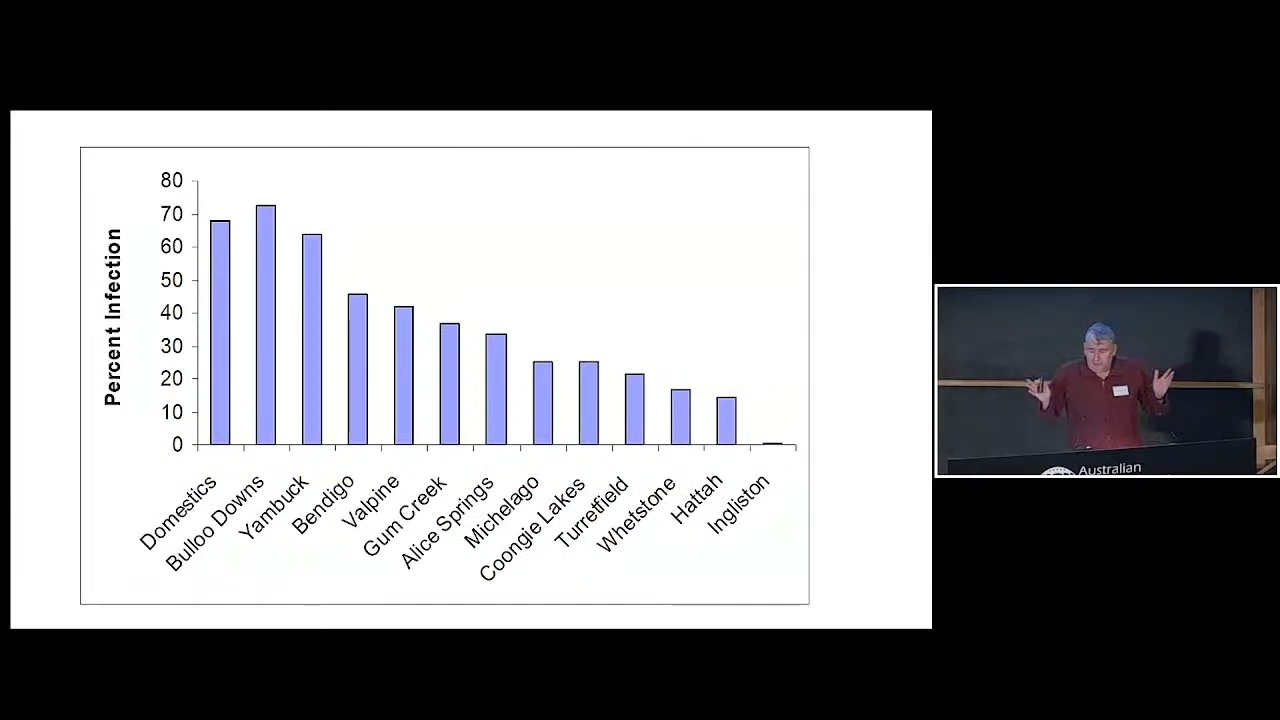 80
70
60
50
40
30
20
10
0
Percent Infection
Domestics
Bulloo Downs
Yambuck
Bendigo
Valpine
Gum Creek
Alice Springs
Michelago
Coongie Lakes
Turretfield
Whetstone
Hattah
Ingliston
Australian